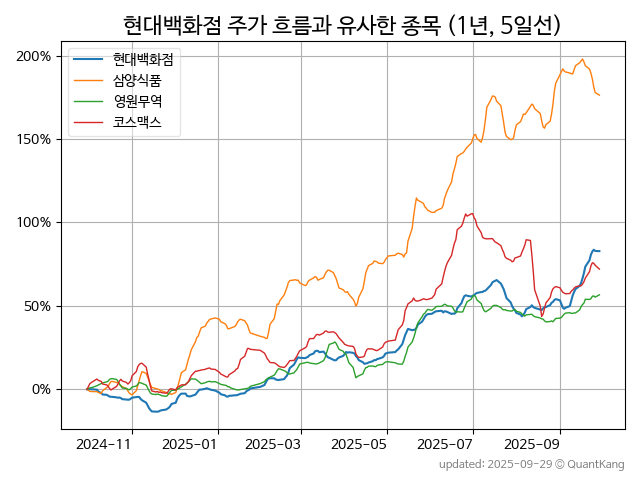 현대백화점 주가 흐름과 유사한 종목 (1년, 5일선)
현대백화점
삼양식품
영원무역
코스맥스
200%
150%
100%
50%
0%
2024-11
2025-01
2025-03
2025-05
2025-07
2025-09
updated: 2025-09-29 © QuantKang